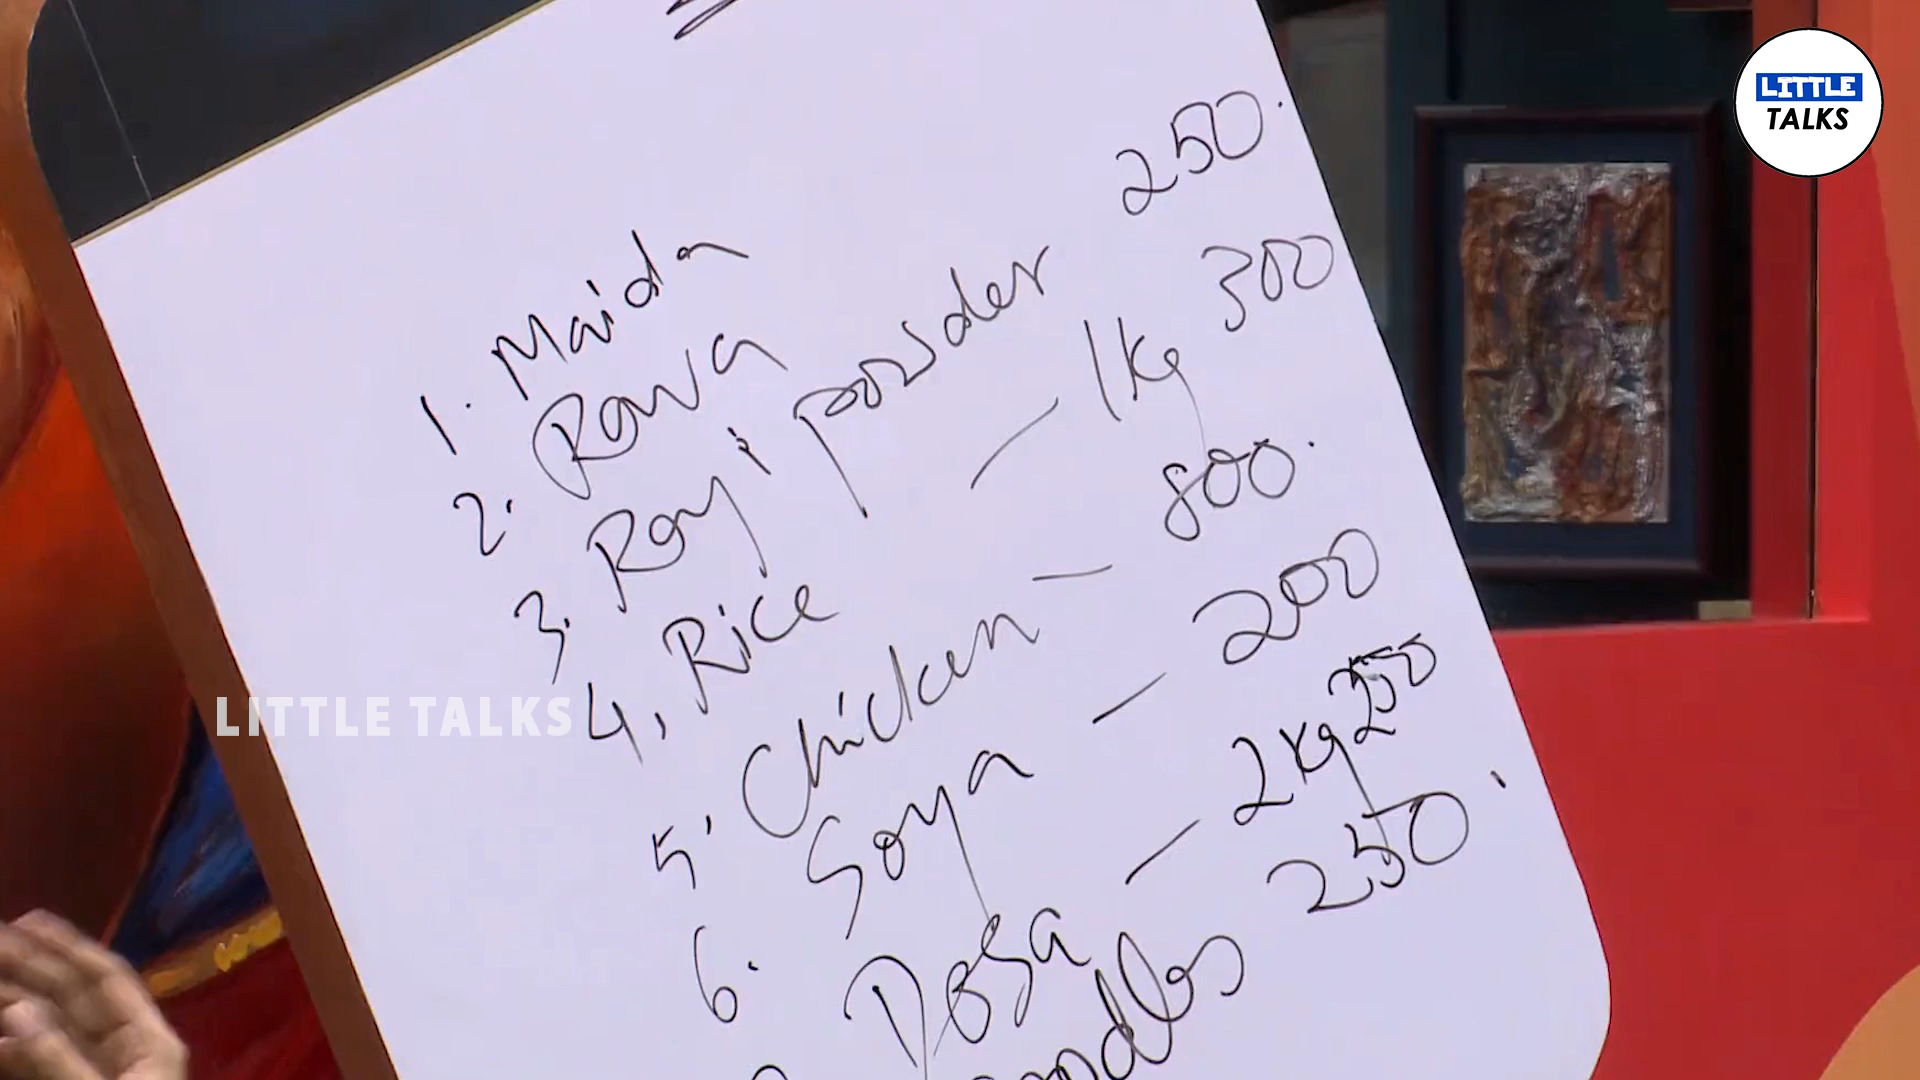 LITTLE
TALKS
1. Maida
2. Rava
3. Ragi powder 250.
4. Rice — 1kg 300
5. Chicken — 800.
6. Soya — 200
Dosa — 2kg 250
250.
LITTLE TALKS